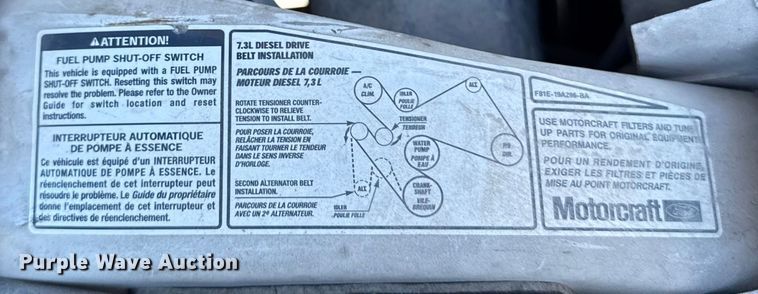 ⚠ATTENTION!
FUEL PUMP SHUT-OFF SWITCH
This vehicle is equipped with a FUEL PUMP
SHUT-OFF SWITCH. Resetting this switch may
resolve the problem. Please refer to the Owner
Guide for switch location and reset
instructions.
INTERRUPTEUR AUTOMATIQUE
DE POMPE À ESSENCE
Ce véhicule est équipé d'un INTERRUPTEUR
AUTOMATIQUE DE POMPE À ESSENCE. Le
réenclenchement de cet interrupteur peut
résoudre le problème. Le Guide du propriétaire
donne l'emplacement de cet interrupteur et
des directives de réenclenchement.
7.3L DIESEL DRIVE
BELT INSTALLATION
PARCOURS DE LA COURROIE —
MOTEUR DIESEL 7,3 L
ROTATE TENSIONER COUNTER-
CLOCKWISE TO RELIEVE
TENSION TO INSTALL BELT.
POUR POSER LA COURROIE,
RELÂCHER LA TENSION EN
FAISANT TOURNER LE TENDEUR
DANS LE SENS INVERSE
D'HORLOGE.
SECOND ALTERNATOR BELT
INSTALLATION.
PARCOURS DE LA COURROIE
AVEC UN 2e ALTERNATEUR.
A/C
CLIM.
IDLER
POULIE FOLLE
ALT.
TENSIONER
TENDEUR
WATER
PUMP
POMPE À
EAU
PS
DIR.
ALT.
IDLER
POULIE FOLLE
CRANK-
SHAFT
VILE-
BREQUIN
F81E-19A286-BA
USE MOTORCRAFT FILTERS AND TUNE
UP PARTS FOR ORIGINAL EQUIPMENT
PERFORMANCE.
POUR UN RENDEMENT D'ORIGINE,
EXIGER LES FILTRES ET PIÈCES DE
MISE AU POINT MOTORCRAFT.
Motorcraft
Purple Wave Auction